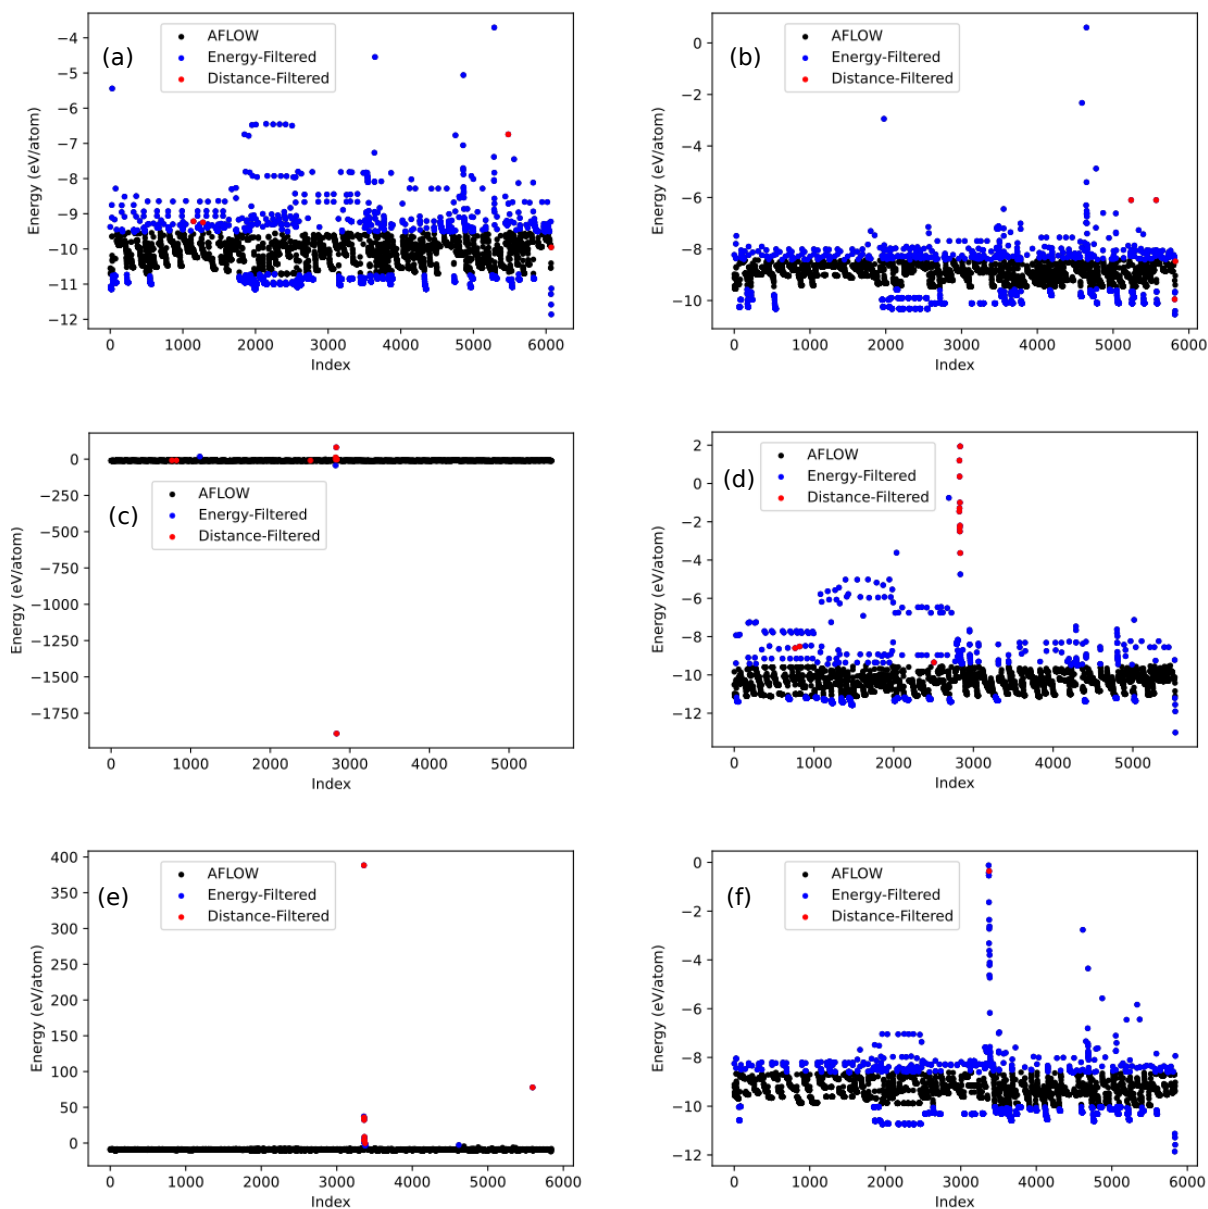 (a)
AFLOW
Energy-Filtered
Distance-Filtered
Energy (eV/atom)
−4
−5
−6
−7
−8
−9
−10
−11
−12
0 1000 2000 3000 4000 5000 6000
Index
(b)
AFLOW
Energy-Filtered
Distance-Filtered
Energy (eV/atom)
0
−2
−4
−6
−8
−10
0 1000 2000 3000 4000 5000 6000
Index
(c)
AFLOW
Energy-Filtered
Distance-Filtered
Energy (eV/atom)
0
−250
−500
−750
−1000
−1250
−1500
−1750
0 1000 2000 3000 4000 5000
Index
(d)
AFLOW
Energy-Filtered
Distance-Filtered
Energy (eV/atom)
2
0
−2
−4
−6
−8
−10
−12
0 1000 2000 3000 4000 5000
Index
(e)
AFLOW
Energy-Filtered
Distance-Filtered
Energy (eV/atom)
400
350
300
250
200
150
100
50
0
0 1000 2000 3000 4000 5000 6000
Index
(f)
AFLOW
Energy-Filtered
Distance-Filtered
Energy (eV/atom)
0
−2
−4
−6
−8
−10
−12
0 1000 2000 3000 4000 5000 6000
Index